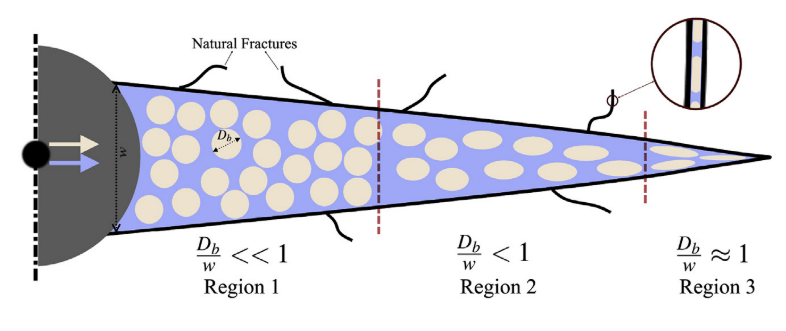 Natural Fractures
D_b
w
D_b/w << 1
D_b/w < 1
D_b/w ≈ 1
Region 1
Region 2
Region 3